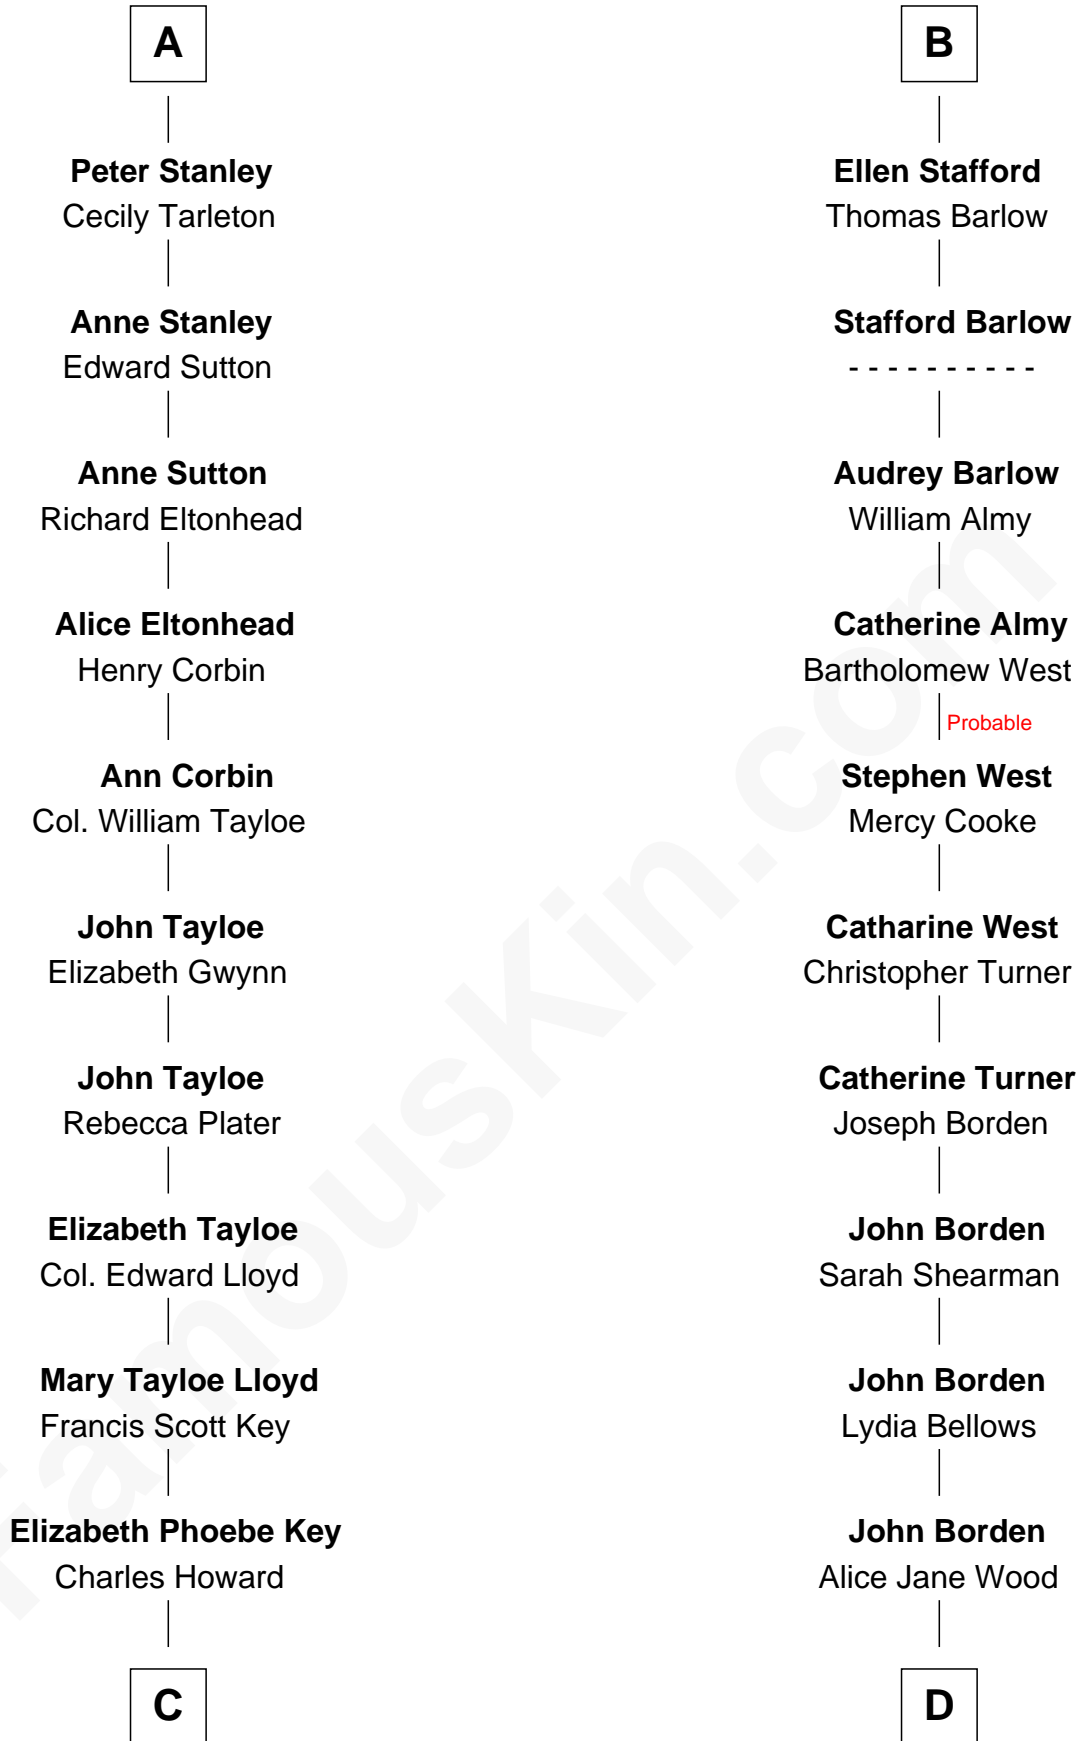 A
Peter Stanley
Cecily Tarleton
Anne Stanley
Edward Sutton
Anne Sutton
Richard Eltonhead
Alice Eltonhead
Henry Corbin
Ann Corbin
Col. William Tayloe
John Tayloe
Elizabeth Gwynn
John Tayloe
Rebecca Plater
Elizabeth Tayloe
Col. Edward Lloyd
Mary Tayloe Lloyd
Francis Scott Key
Elizabeth Phoebe Key
Charles Howard
C
B
Ellen Stafford
Thomas Barlow
Stafford Barlow
- - - - - - - - - -
Audrey Barlow
William Almy
Catherine Almy
Bartholomew West
Probable
Stephen West
Mercy Cooke
Catharine West
Christopher Turner
Catherine Turner
Joseph Borden
John Borden
Sarah Shearman
John Borden
Lydia Bellows
John Borden
Alice Jane Wood
D
FamousKin.com